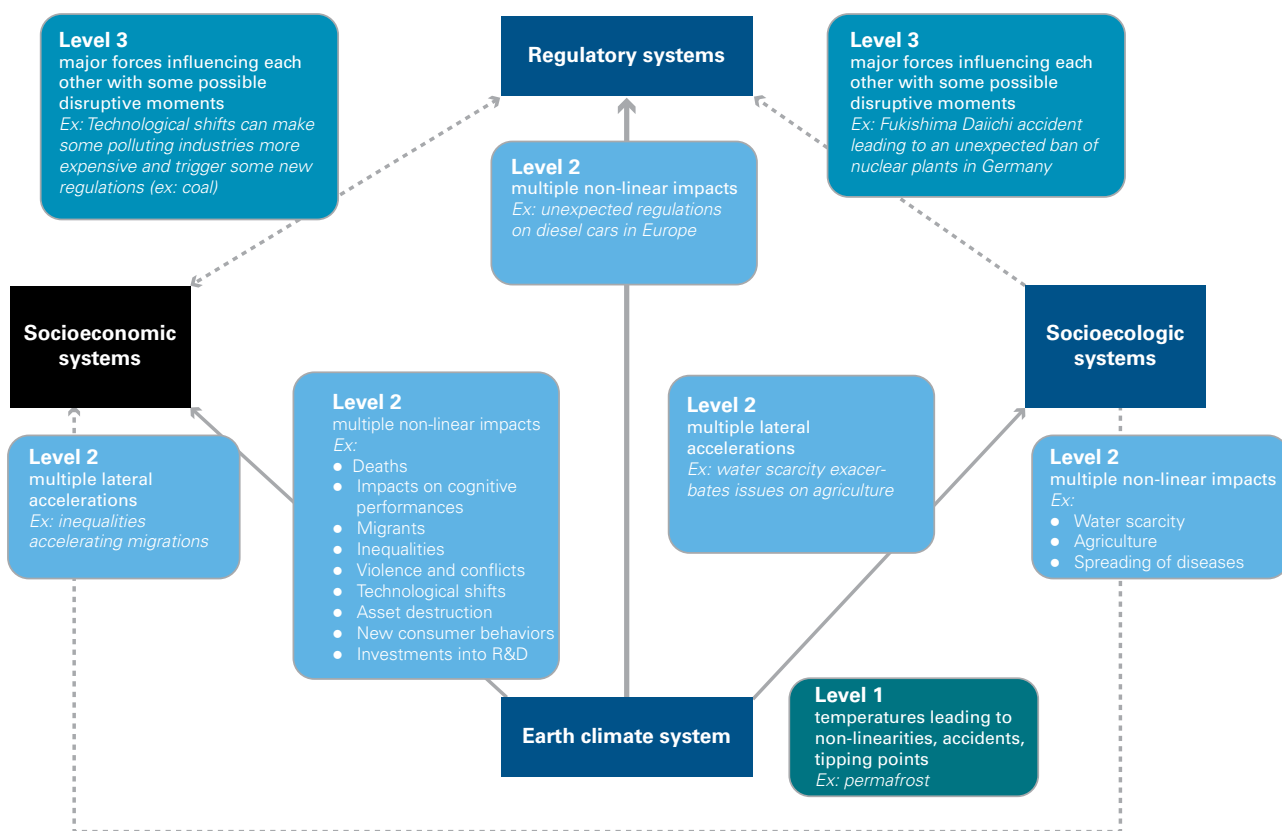 Level 3
major forces influencing each
other with some possible
disruptive moments
Ex: Technological shifts can make
some polluting industries more
expensive and trigger some new
regulations (ex: coal)
Regulatory systems
Level 3
major forces influencing each
other with some possible
disruptive moments
Ex: Fukishima Daiichi accident
leading to an unexpected ban of
nuclear plants in Germany
Level 2
multiple non-linear impacts
Ex: unexpected regulations
on diesel cars in Europe
Socioeconomic
systems
Socioecologic
systems
Level 2
multiple lateral
accelerations
Ex: inequalities
accelerating migrations
Level 2
multiple non-linear impacts
Ex:
● Deaths
● Impacts on cognitive
performances
● Migrants
● Inequalities
● Violence and conflicts
● Technological shifts
● Asset destruction
● New consumer behaviors
● Investments into R&D
Level 2
multiple lateral
accelerations
Ex: water scarcity exacer-
bates issues on agriculture
Level 2
multiple non-linear impacts
Ex:
● Water scarcity
● Agriculture
● Spreading of diseases
Earth climate system
Level 1
temperatures leading to
non-linearities, accidents,
tipping points
Ex: permafrost